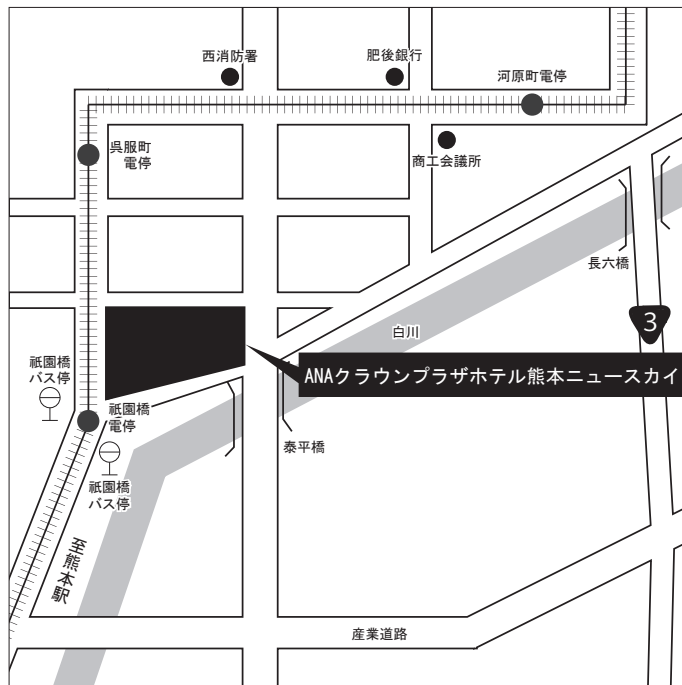 西消防署
肥後銀行
河原町電停
呉服町
電停
商工会議所
長六橋
3
白川
ANAクラウンプラザホテル熊本ニュースカイ
祇園橋
バス停
祇園橋
電停
泰平橋
祇園橋
バス停
至熊本駅
産業道路